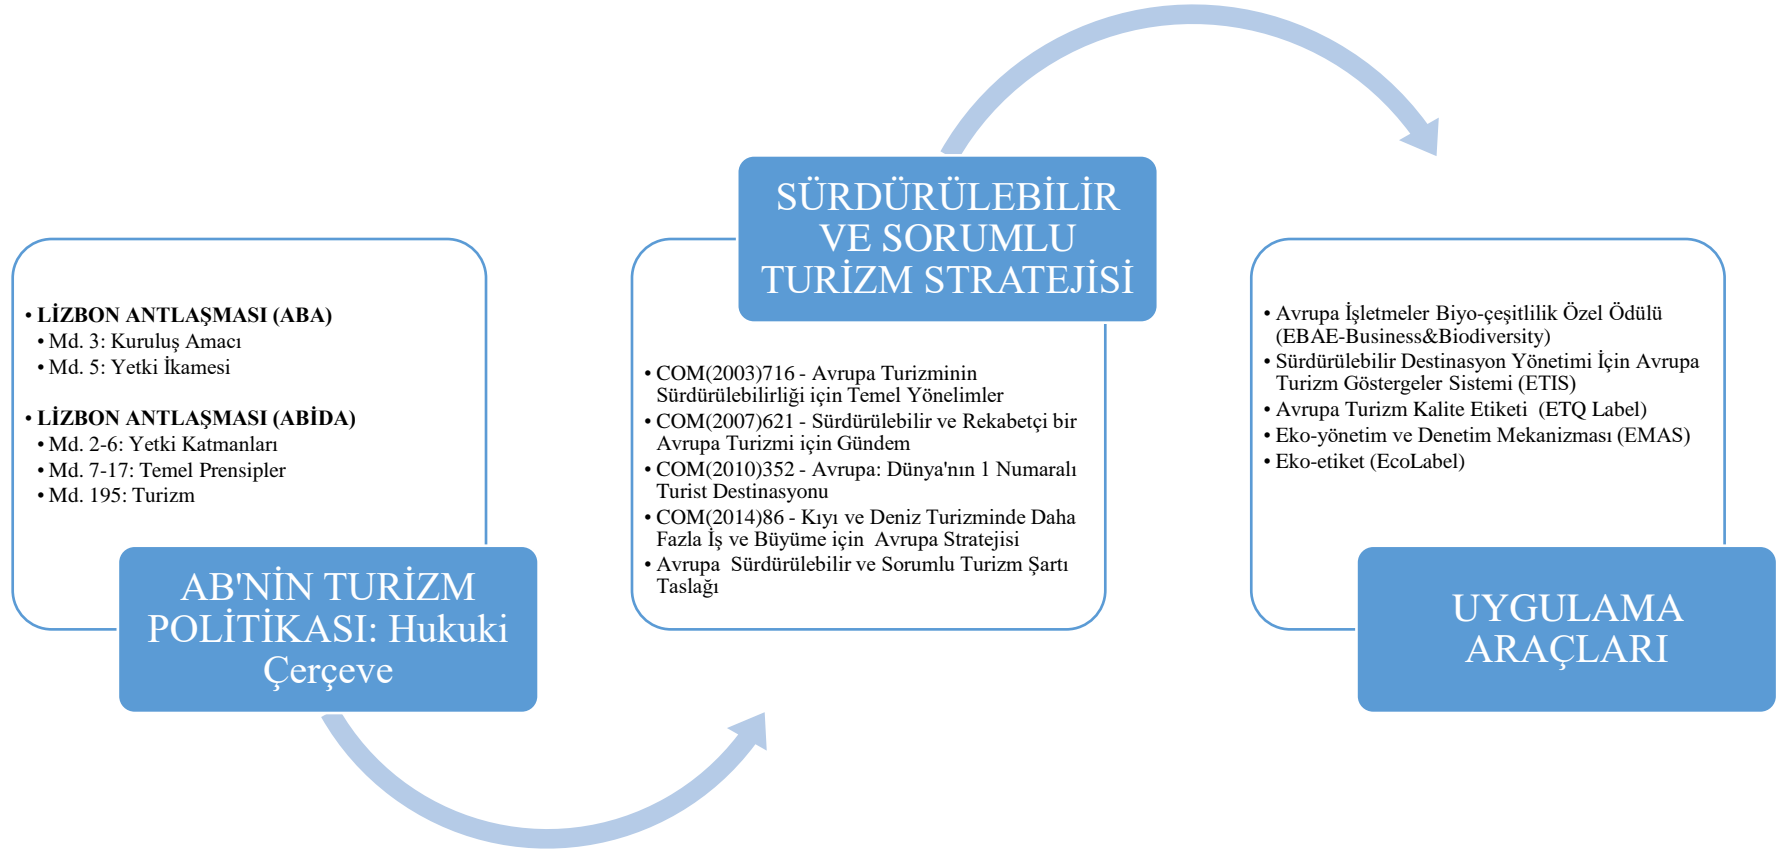 • LİZBON ANTLAŞMASI (ABA)
• Md. 3: Kuruluş Amacı
• Md. 5: Yetki İkamesi
• LİZBON ANTLAŞMASI (ABİDA)
• Md. 2-6: Yetki Katmanları
• Md. 7-17: Temel Prensipler
• Md. 195: Turizm
AB'NİN TURİZM
POLİTİKASI: Hukuki
Çerçeve
SÜRDÜRÜLEBİLİR
VE SORUMLU
TURİZM STRATEJİSİ
• COM(2003)716 - Avrupa Turizminin
Sürdürülebilirliği için Temel Yönelimler
• COM(2007)621 - Sürdürülebilir ve Rekabetçi bir
Avrupa Turizmi için Gündem
• COM(2010)352 - Avrupa: Dünya'nın 1 Numaralı
Turist Destinasyonu
• COM(2014)86 - Kıyı ve Deniz Turizminde Daha
Fazla İş ve Büyüme için Avrupa Stratejisi
• Avrupa Sürdürülebilir ve Sorumlu Turizm Şartı
Taslağı
• Avrupa İşletmeler Biyo-çeşitlilik Özel Ödülü
(EBAE-Business&Biodiversity)
• Sürdürülebilir Destinasyon Yönetimi İçin Avrupa
Turizm Göstergeler Sistemi (ETIS)
• Avrupa Turizm Kalite Etiketi (ETQ Label)
• Eko-yönetim ve Denetim Mekanizması (EMAS)
• Eko-etiket (EcoLabel)
UYGULAMA
ARAÇLARI